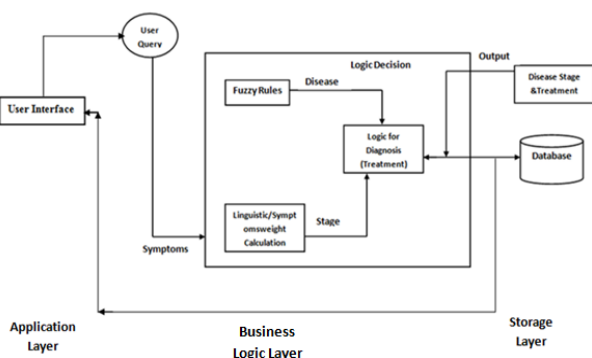 User
Query
User Interface
Logic Decision
Fuzzy Rules
Disease
Logic for
Diagnosis
(Treatment)
Linguistic/Sympt
omsweight
Calculation
Stage
Symptoms
Output
Disease Stage
&Treatment
Database
Application
Layer
Business
Logic Layer
Storage
Layer